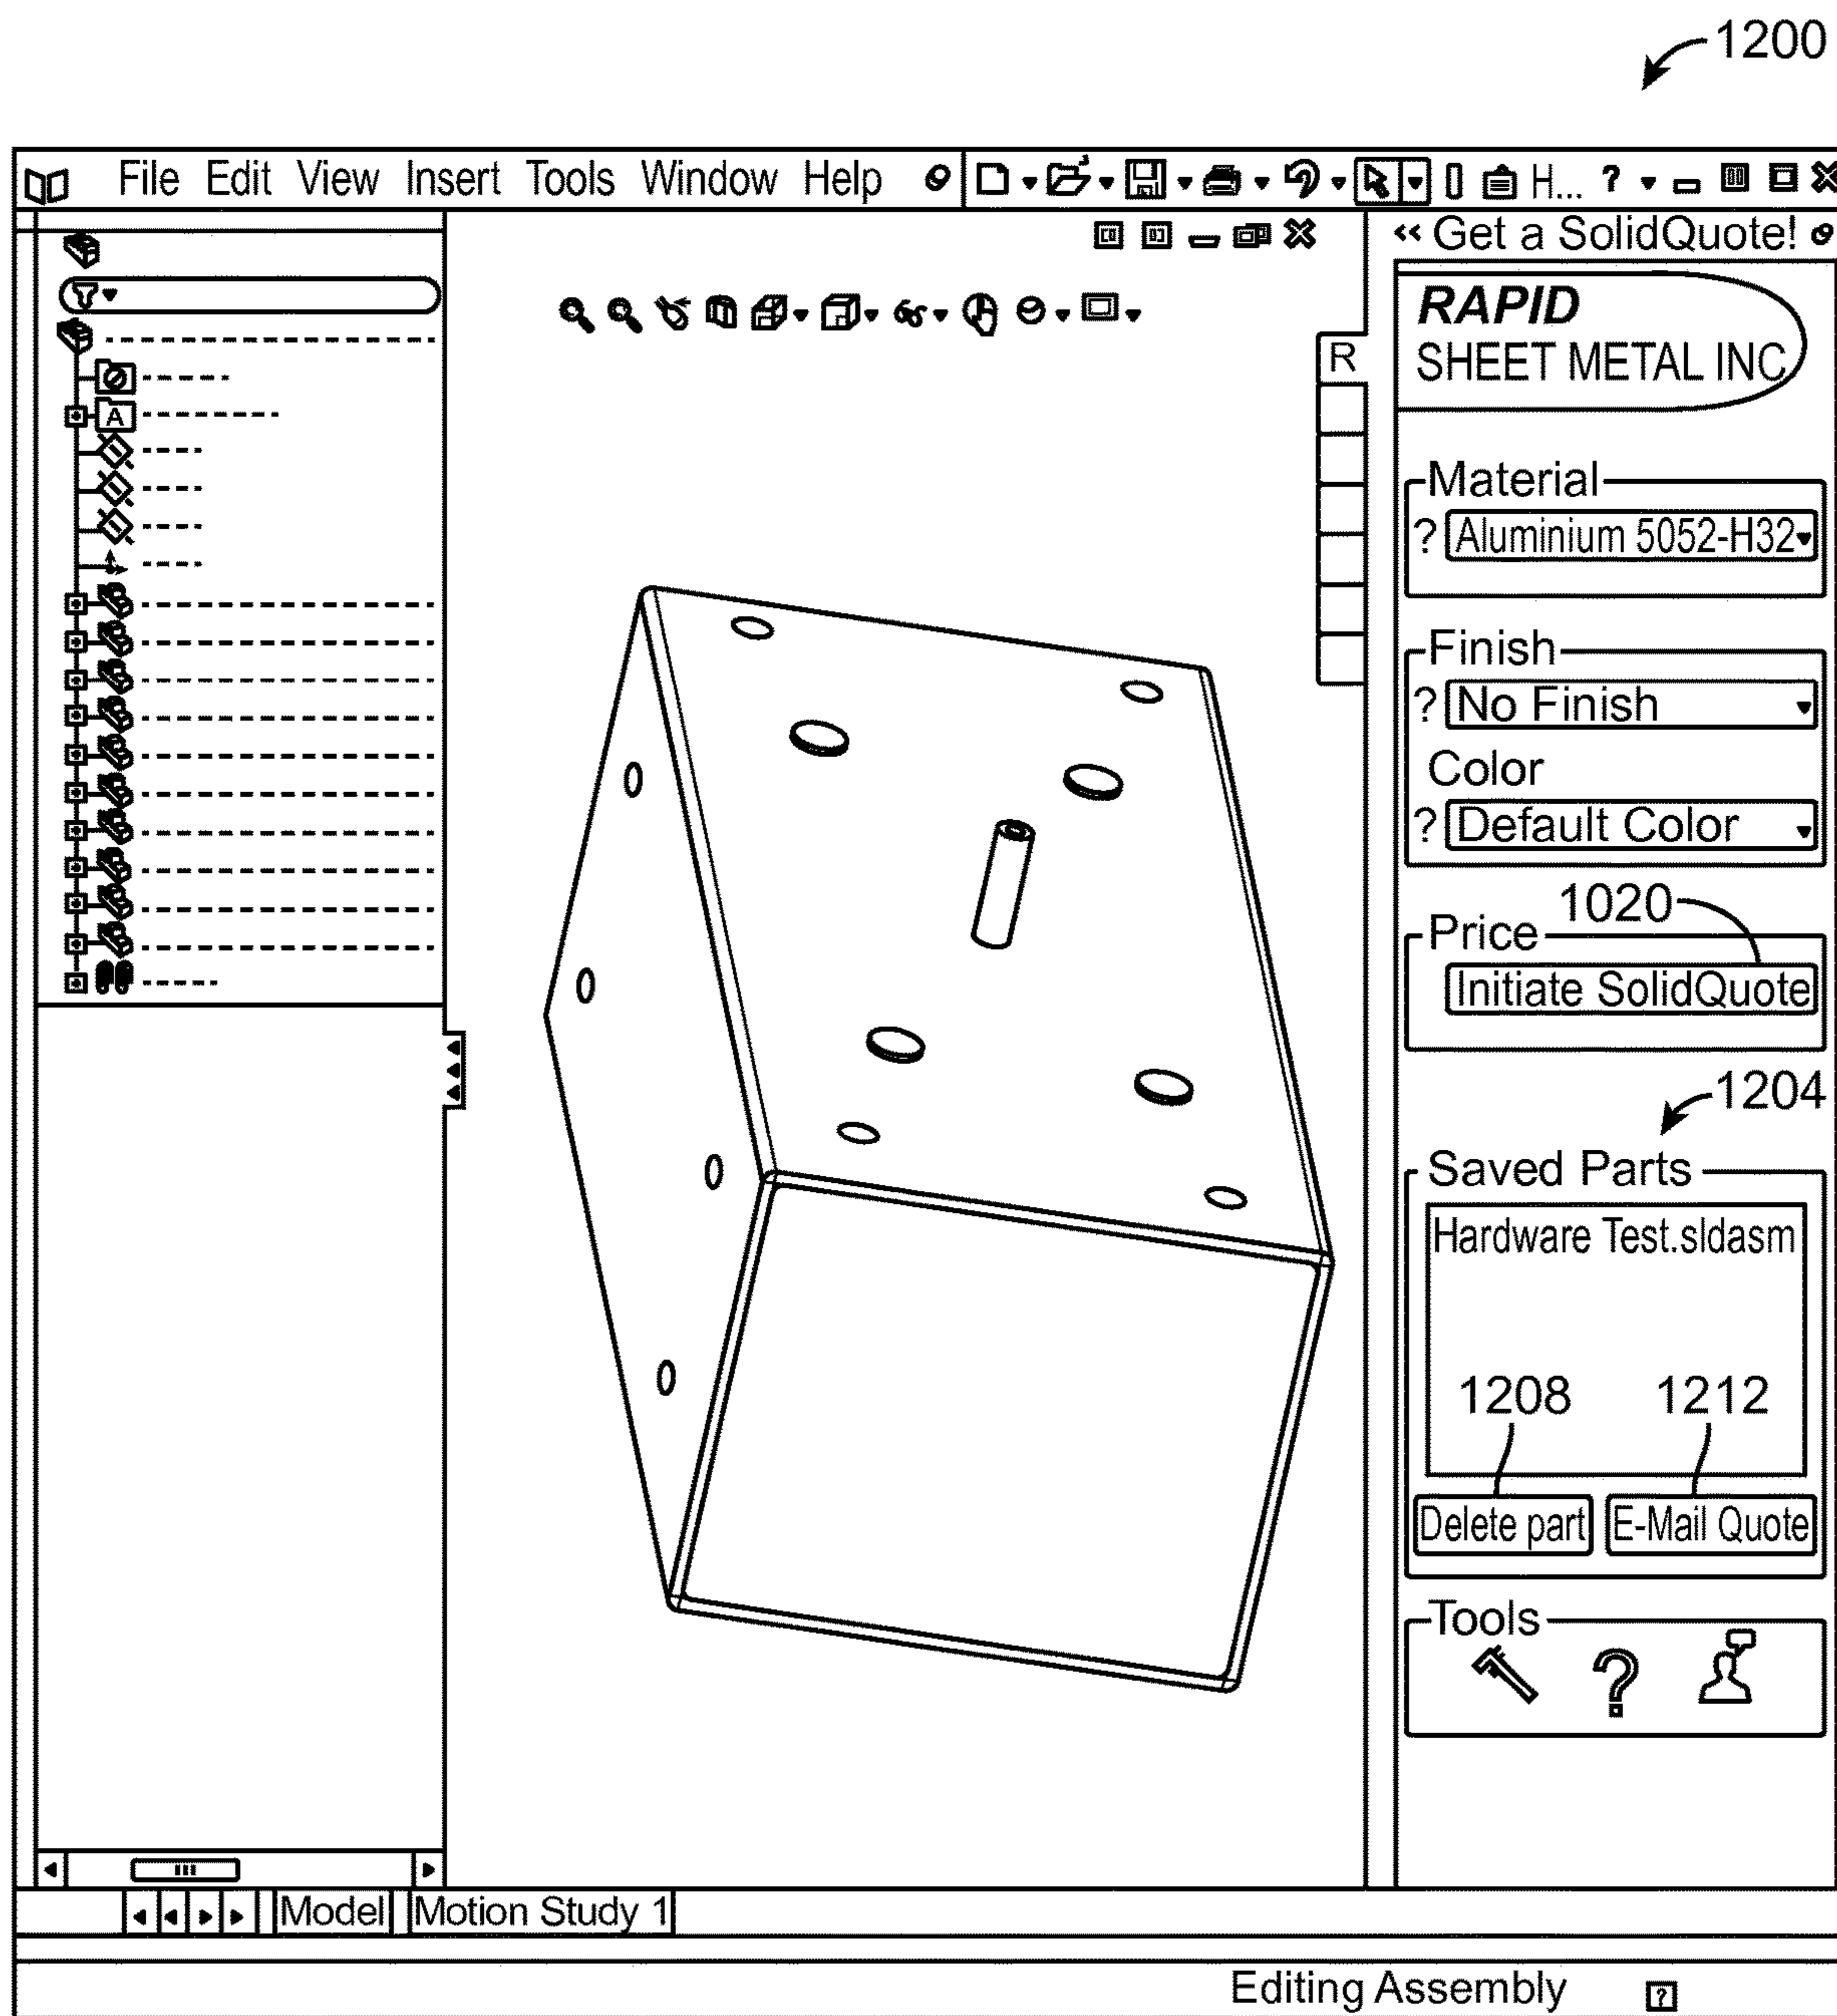 1200
File Edit View Insert Tools Window Help H... ?
<< Get a SolidQuote!
RAPID
SHEET METAL INC
R
A
Material
? Aluminium 5052-H32
Finish
? No Finish
Color
? Default Color
1020
Price
Initiate SolidQuote
1204
Saved Parts
Hardware Test.sldasm
1208 1212
Delete part E-Mail Quote
Tools
?
Model Motion Study 1
Editing Assembly ?